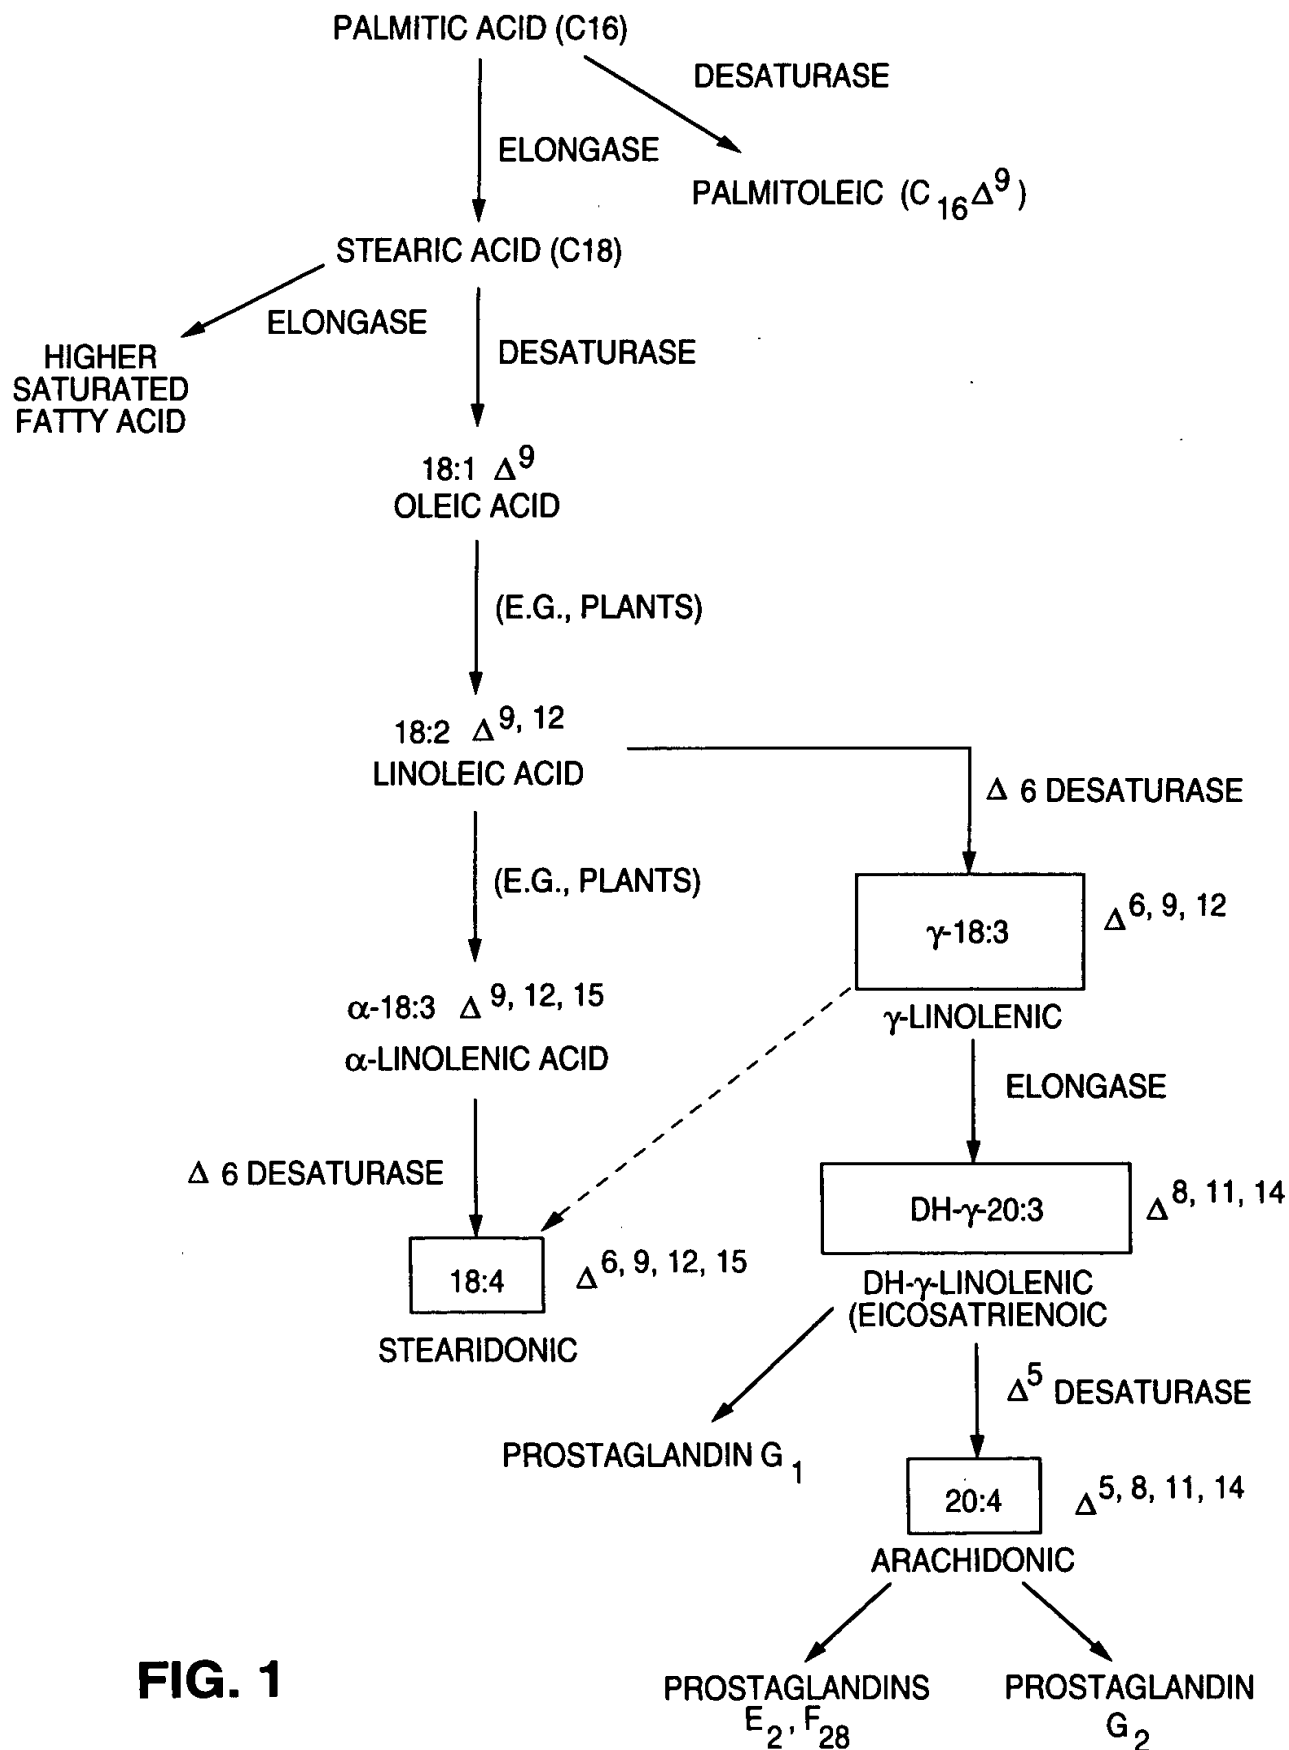 PALMITIC ACID (C16)
DESATURASE
ELONGASE
PALMITOLEIC (C16Δ9)
STEARIC ACID (C18)
ELONGASE
DESATURASE
HIGHER
SATURATED
FATTY ACID
18:1 Δ9
OLEIC ACID
(E.G., PLANTS)
18:2 Δ9, 12
LINOLEIC ACID
Δ 6 DESATURASE
(E.G., PLANTS)
γ-18:3
Δ6, 9, 12
α-18:3 Δ9, 12, 15
γ-LINOLENIC
α-LINOLENIC ACID
ELONGASE
Δ 6 DESATURASE
DH-γ-20:3
Δ8, 11, 14
18:4
Δ6, 9, 12, 15
DH-γ-LINOLENIC
(EICOSATRIENOIC
STEARIDONIC
Δ5 DESATURASE
PROSTAGLANDIN G1
20:4
Δ5, 8, 11, 14
ARACHIDONIC
FIG. 1
PROSTAGLANDINS
E2, F28
PROSTAGLANDIN
G2